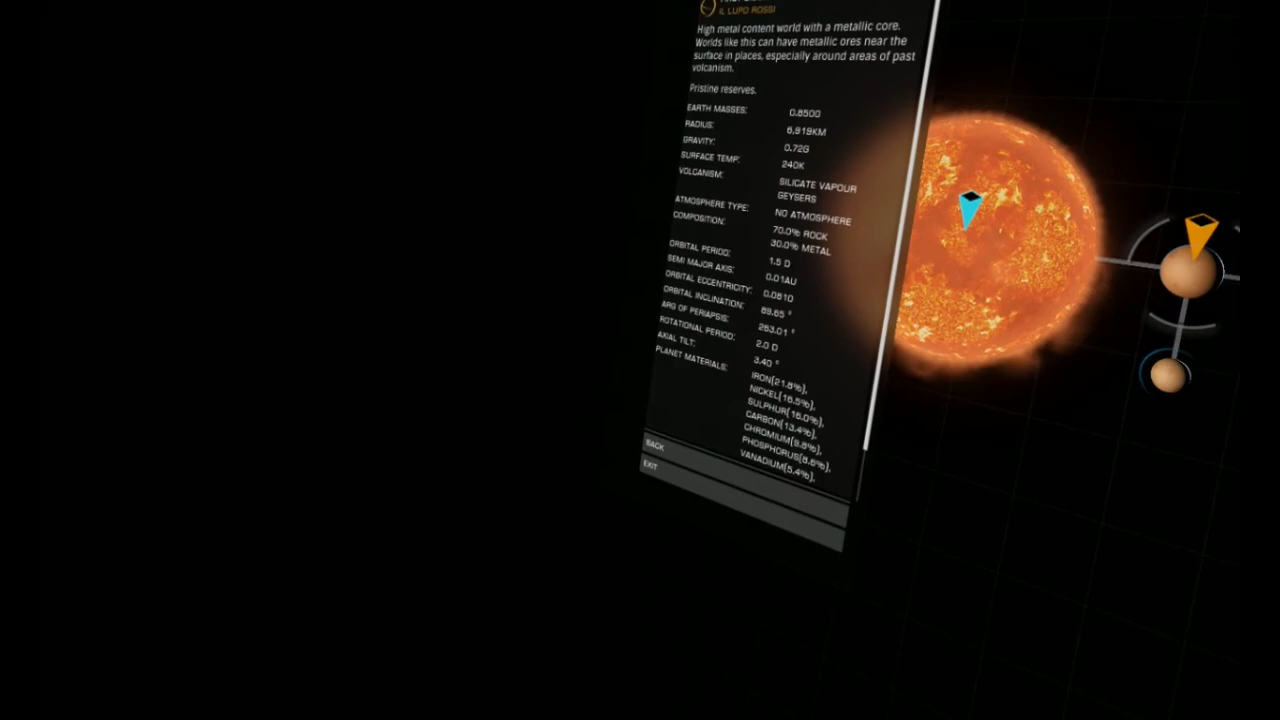 IL LUPO ROSSI
High metal content world with a metallic core.
Worlds like this can have metallic ores near the
surface in places, especially around areas of past
volcanism.
Pristine reserves.
EARTH MASSES: 0.8500
RADIUS: 6,919KM
GRAVITY: 0.72G
SURFACE TEMP: 240K
VOLCANISM: SILICATE VAPOUR
GEYSERS
ATMOSPHERE TYPE: NO ATMOSPHERE
COMPOSITION: 70.0% ROCK
30.0% METAL
ORBITAL PERIOD: 1.5 D
SEMI MAJOR AXIS: 0.01AU
ORBITAL ECCENTRICITY: 0.0810
ORBITAL INCLINATION: 89.65 °
ARG OF PERIAPSIS: 263.01 °
ROTATIONAL PERIOD: 2.0 D
AXIAL TILT: 3.40 °
PLANET MATERIALS: IRON(21.8%),
NICKEL(16.5%),
SULPHUR(16.0%),
CARBON(13.4%),
CHROMIUM(9.8%),
PHOSPHORUS(8.6%),
VANADIUM(5.4%),
BACK
EXIT